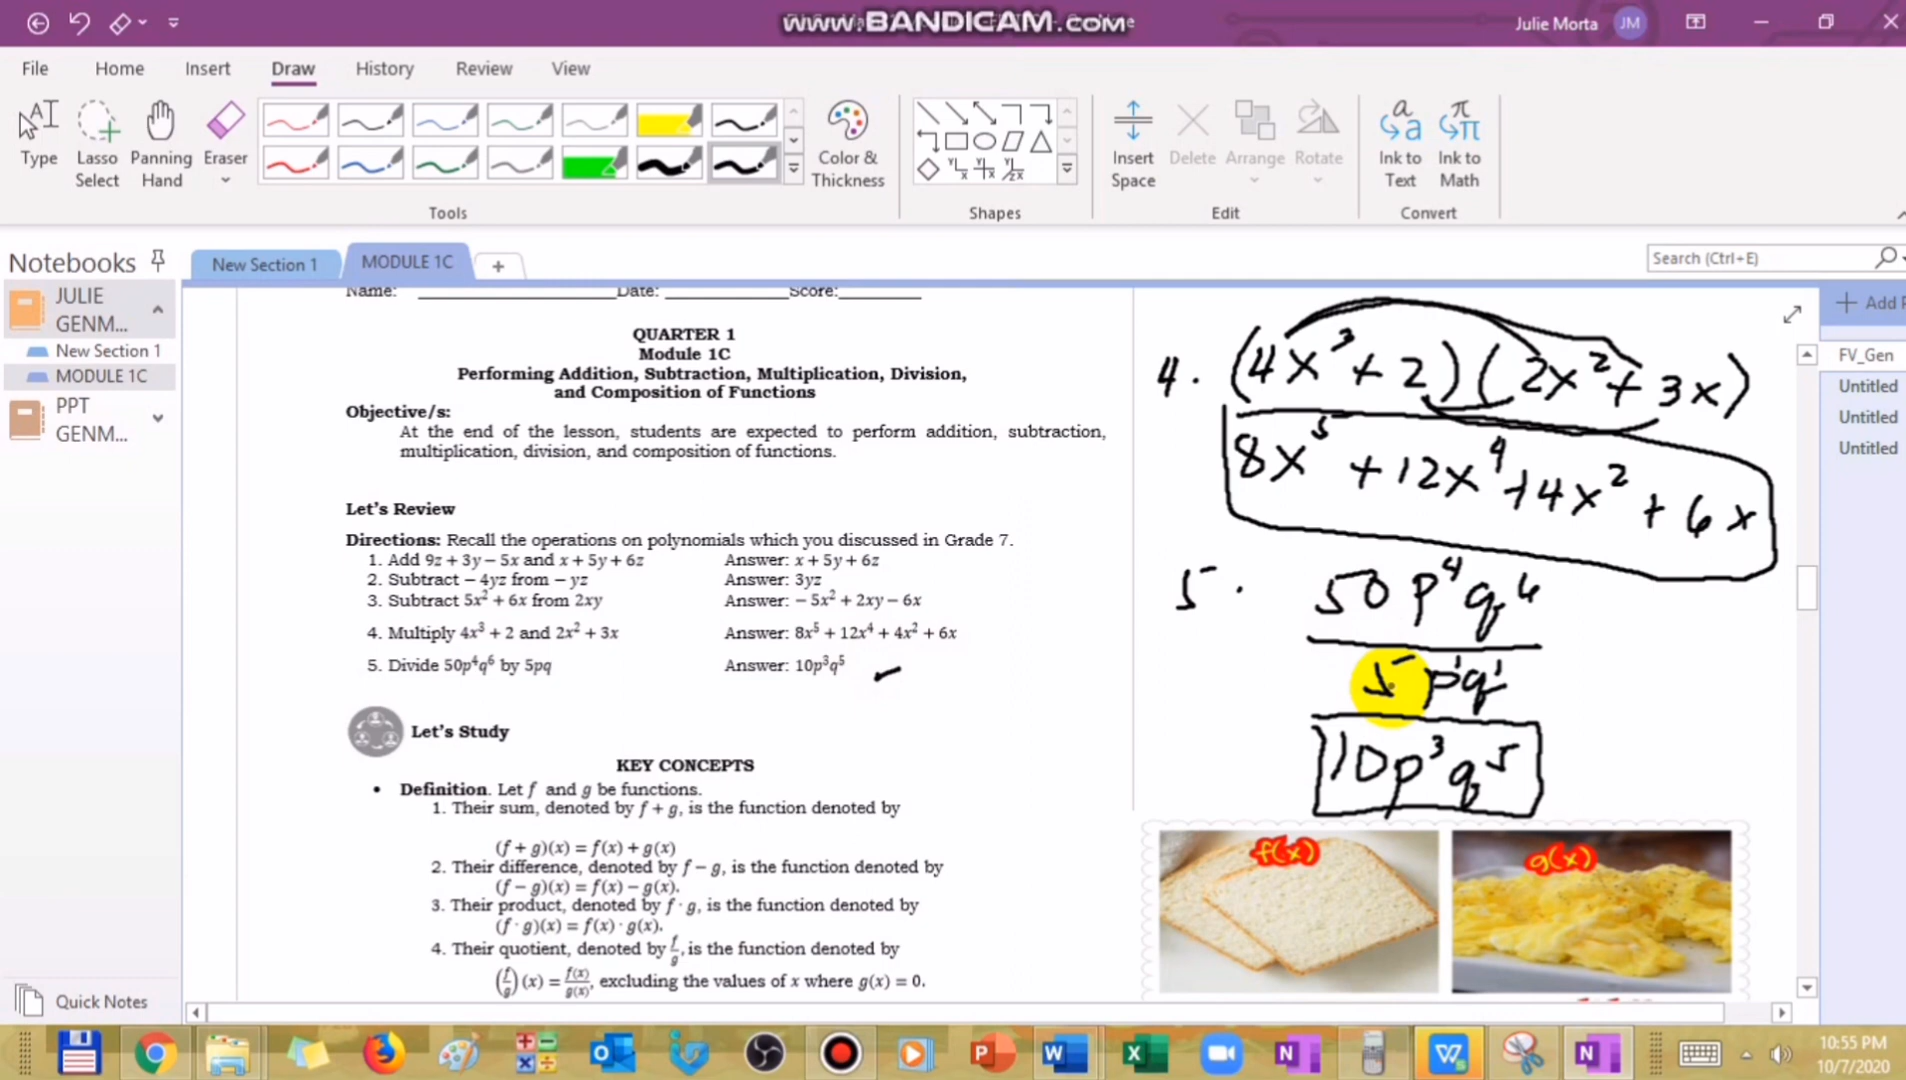 www.BANDICAM.com
Julie Morta JM
File Home Insert Draw History Review View
Type
Lasso Select
Panning Hand
Eraser
Color & Thickness
Insert Space
Delete
Arrange
Rotate
Ink to Text
Ink to Math
Tools
Shapes
Edit
Convert
Notebooks
New Section 1
MODULE 1C
Search (Ctrl+E)
JULIE GENM...
New Section 1
MODULE 1C
PPT GENM...
Quick Notes
Name: ____________________ Date: ____________ Score:________
QUARTER 1
Module 1C
Performing Addition, Subtraction, Multiplication, Division,
and Composition of Functions
Objective/s:
At the end of the lesson, students are expected to perform addition, subtraction,
multiplication, division, and composition of functions.
Let's Review
Directions: Recall the operations on polynomials which you discussed in Grade 7.
1. Add 9z + 3y − 5x and x + 5y + 6z Answer: x + 5y + 6z
2. Subtract − 4yz from − yz Answer: 3yz
3. Subtract 5x² + 6x from 2xy Answer: − 5x² + 2xy − 6x
4. Multiply 4x³ + 2 and 2x² + 3x Answer: 8x⁵ + 12x⁴ + 4x² + 6x
5. Divide 50p⁴q⁶ by 5pq Answer: 10p³q⁵
Let's Study
KEY CONCEPTS
• Definition. Let f and g be functions.
1. Their sum, denoted by f + g, is the function denoted by
(f + g)(x) = f(x) + g(x)
2. Their difference, denoted by f − g, is the function denoted by
(f − g)(x) = f(x) − g(x).
3. Their product, denoted by f · g, is the function denoted by
(f · g)(x) = f(x) · g(x).
4. Their quotient, denoted by f/g, is the function denoted by
(f/g)(x) = f(x)/g(x), excluding the values of x where g(x) = 0.
4. (4x³ + 2)(2x² + 3x)
8x⁵ + 12x⁴ + 4x² + 6x
5. 50p⁴q⁶
5p¹q¹
10p³q⁵
f(x)
g(x)
Add P
FV_Gen
Untitled
Untitled
Untitled
10:55 PM
10/7/2020